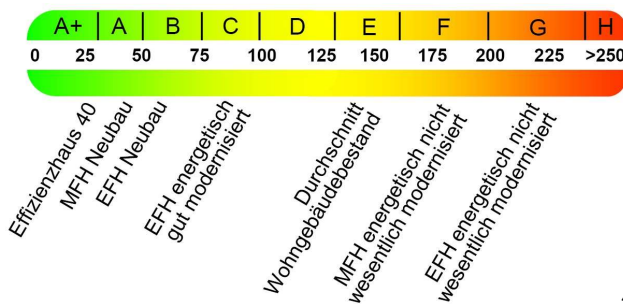 A+ A B C D E F G H
0 25 50 75 100 125 150 175 200 225 >250
Effizienzhaus 40
MFH Neubau
EFH Neubau
EFH energetisch
gut modernisiert
Durchschnitt
Wohngebäudebestand
MFH energetisch nicht
wesentlich modernisiert
EFH energetisch nicht
wesentlich modernisiert